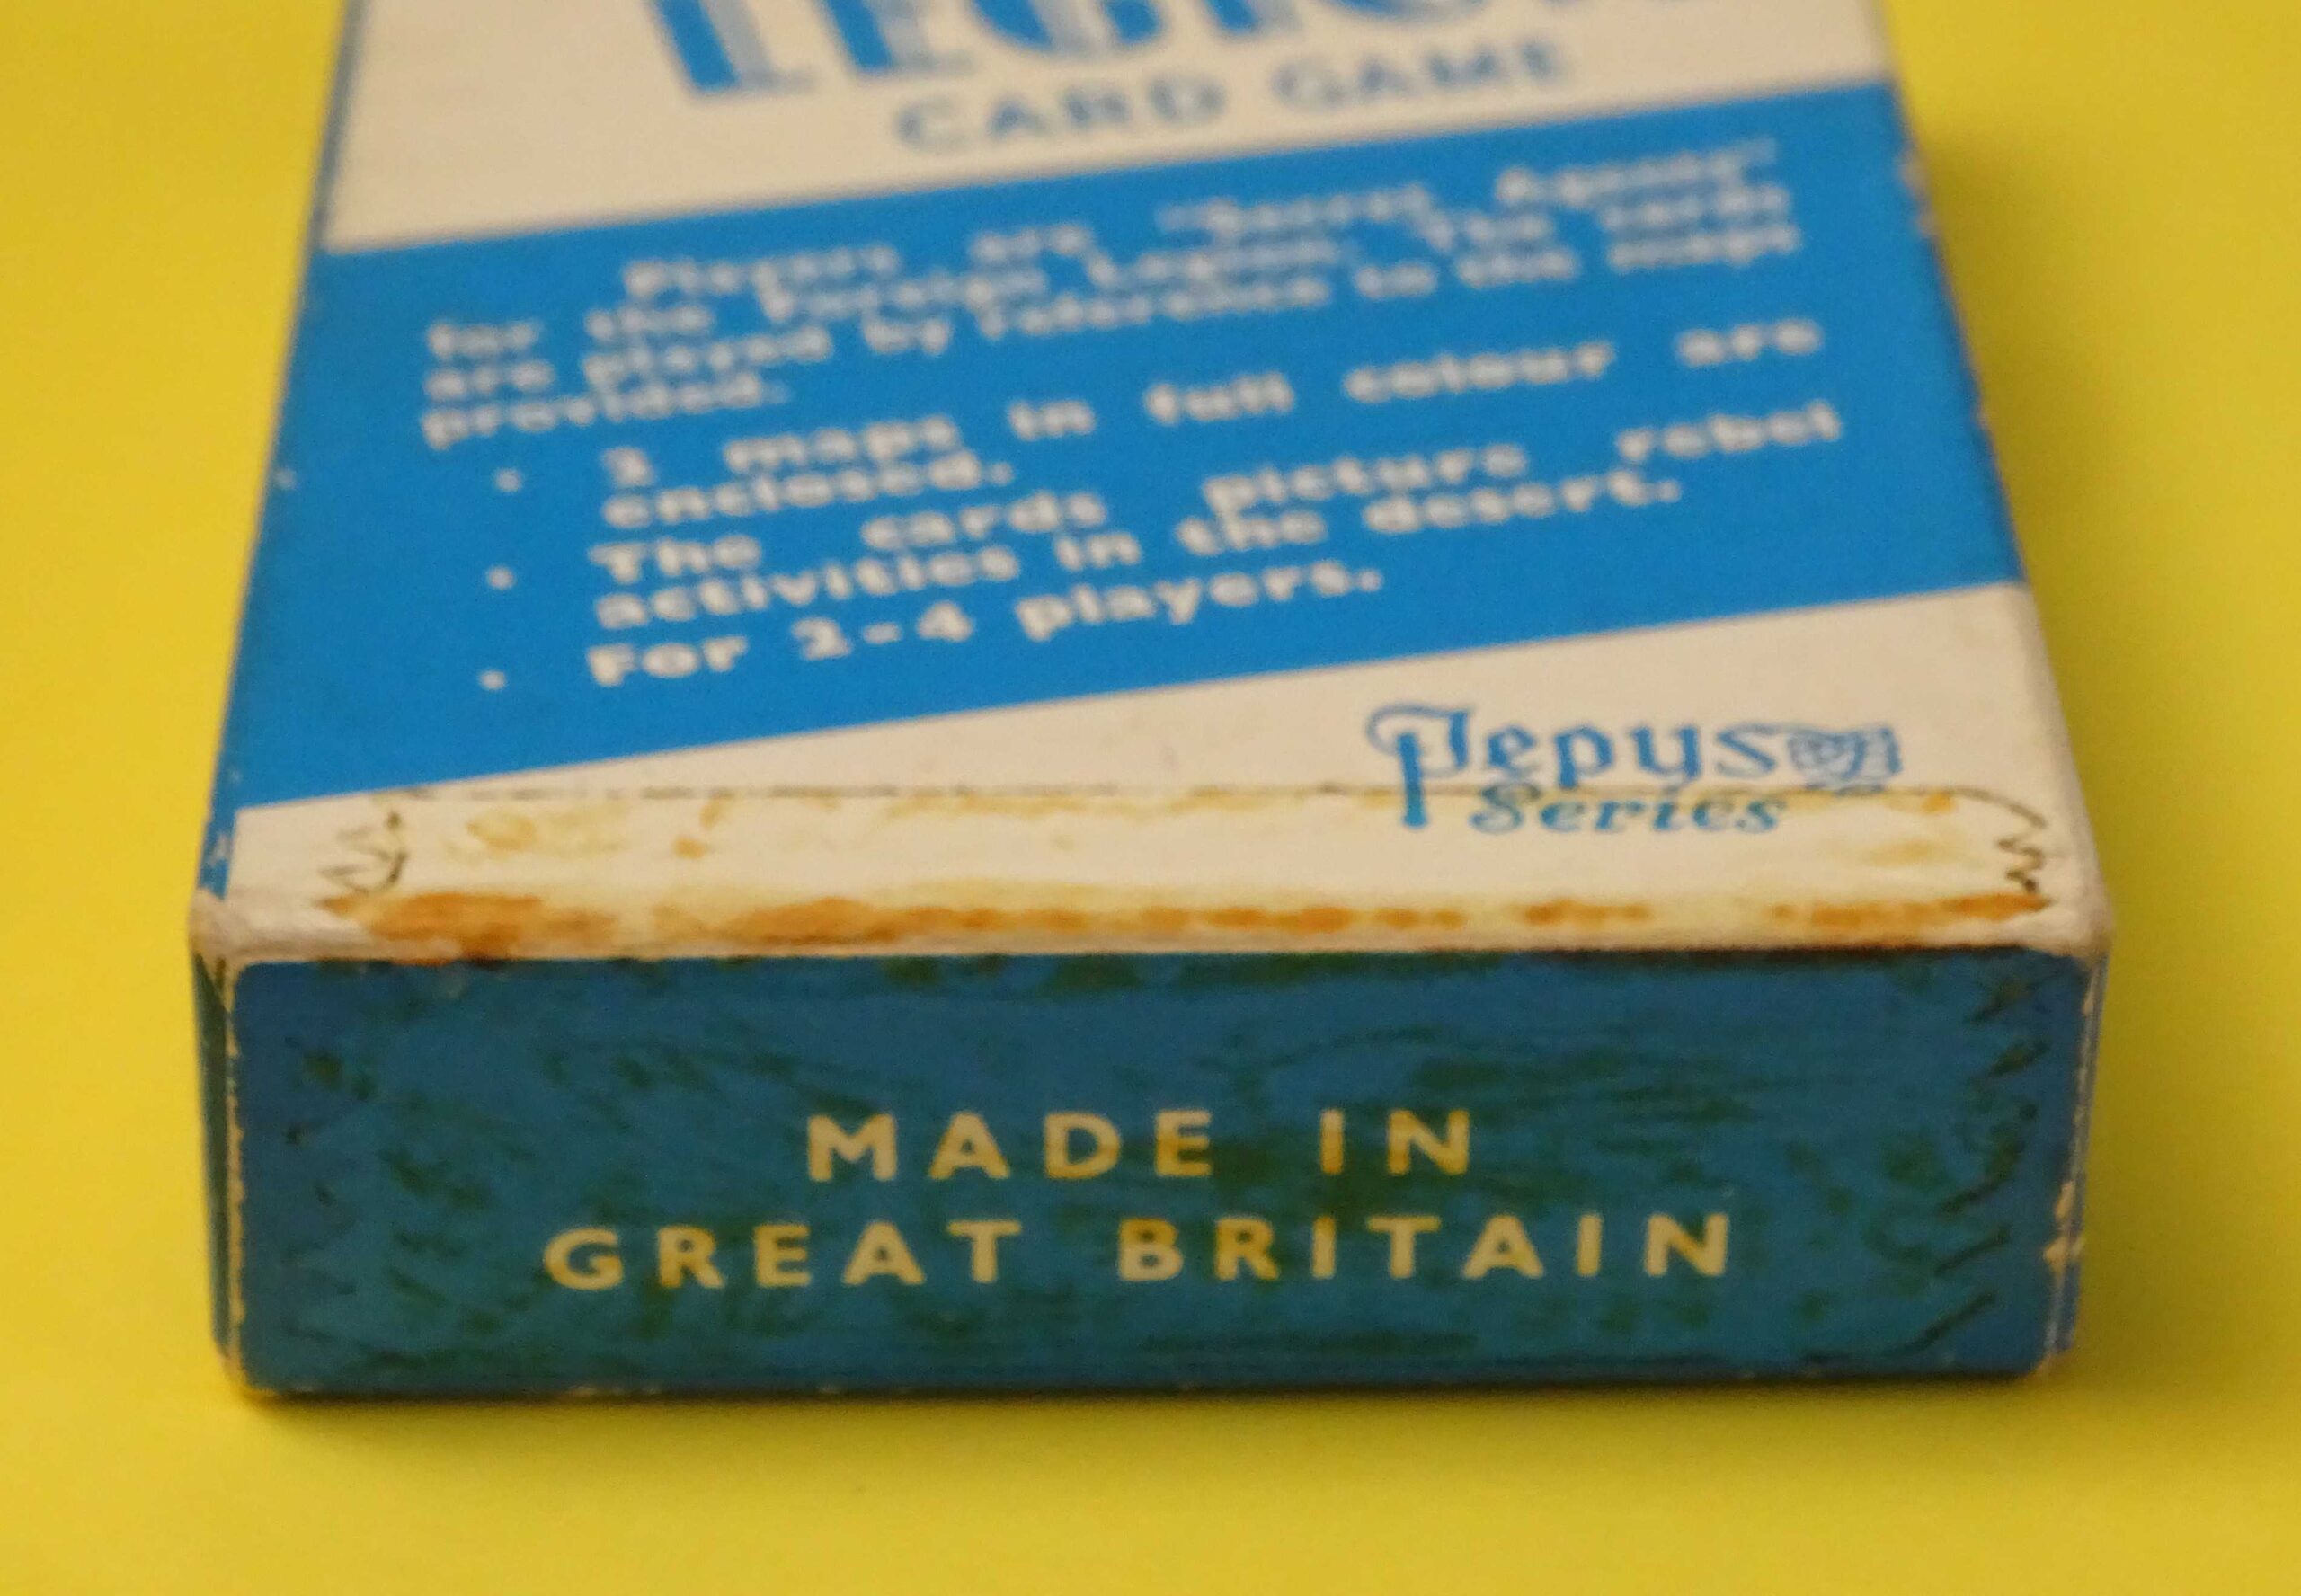 CARD GAME
Players are "Secret Agents"
for the Foreign Legion. The cards
are played by reference to the maps
provided.
· maps in full colour are
enclosed.
· The cards picture rebel
activities in the desert.
· For 2-4 players.
Pepys
Series
MADE IN
GREAT BRITAIN